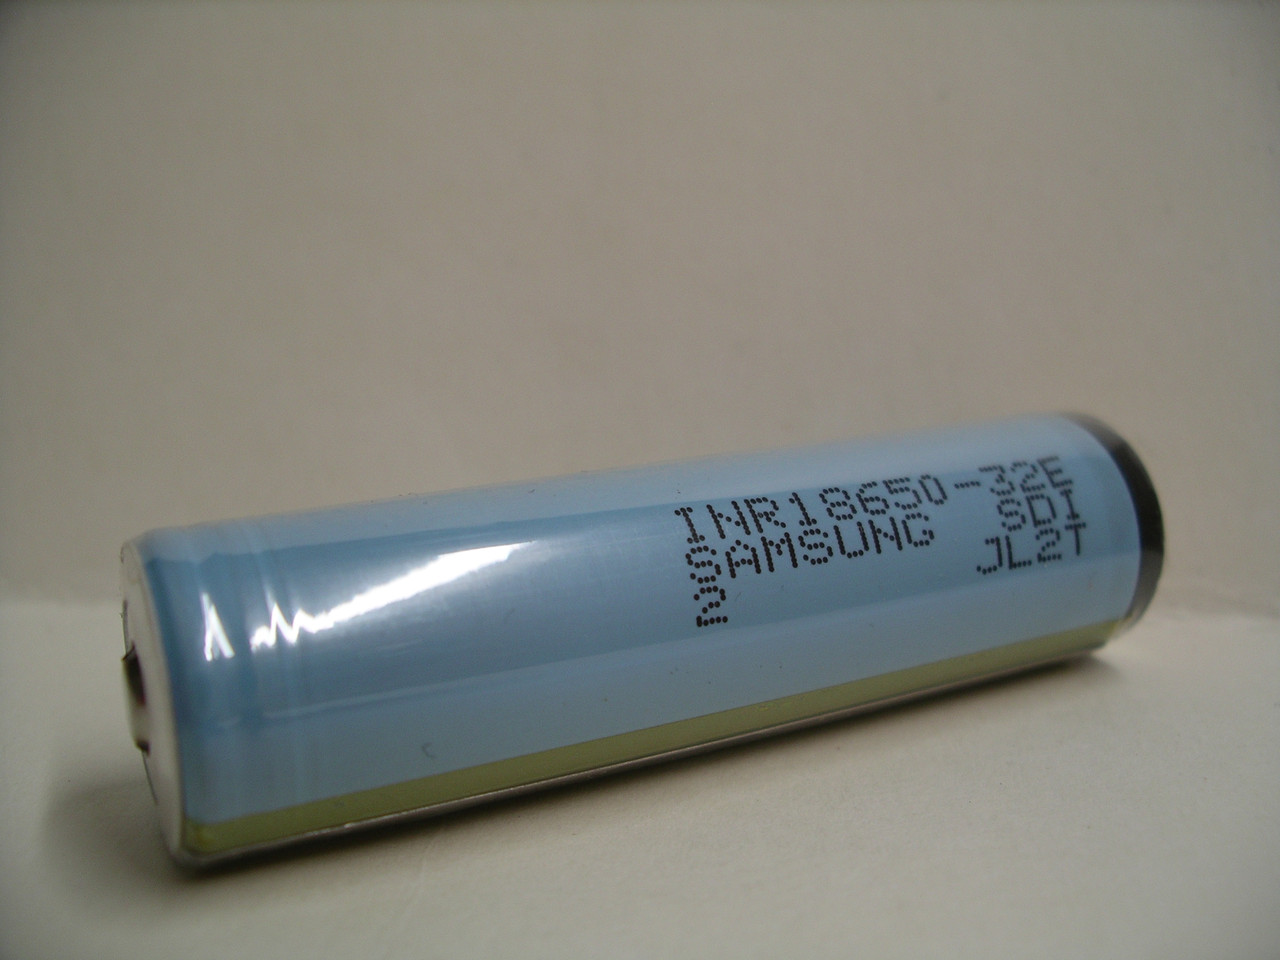 INR18650-32E
SAMSUNG SDI
2 JL2T